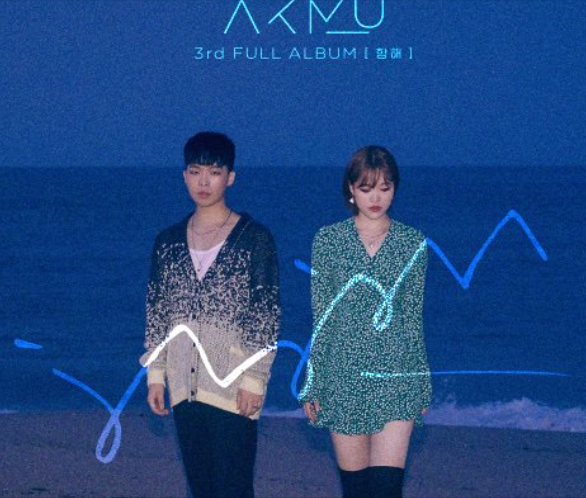 AKMU
3rd FULL ALBUM [ 항해 ]